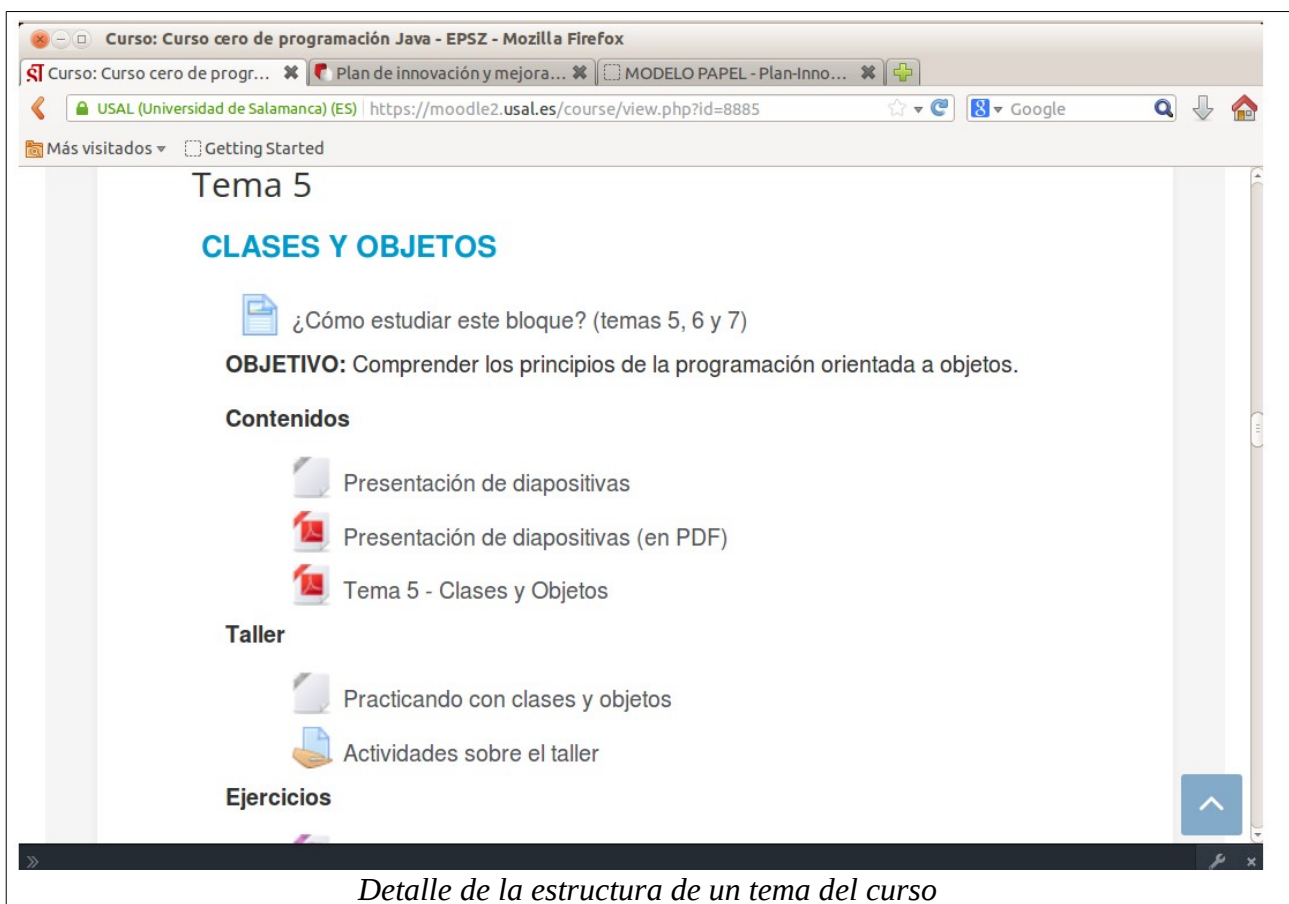 Curso: Curso cero de programación Java - EPSZ - Mozilla Firefox
Curso: Curso cero de progr... Plan de innovación y mejora... MODELO PAPEL - Plan-Inno...
USAL (Universidad de Salamanca) (ES) https://moodle2.usal.es/course/view.php?id=8885 Google
Más visitados Getting Started
Tema 5
CLASES Y OBJETOS
¿Cómo estudiar este bloque? (temas 5, 6 y 7)
OBJETIVO: Comprender los principios de la programación orientada a objetos.
Contenidos
Presentación de diapositivas
Presentación de diapositivas (en PDF)
Tema 5 - Clases y Objetos
Taller
Practicando con clases y objetos
Actividades sobre el taller
Ejercicios
Detalle de la estructura de un tema del curso